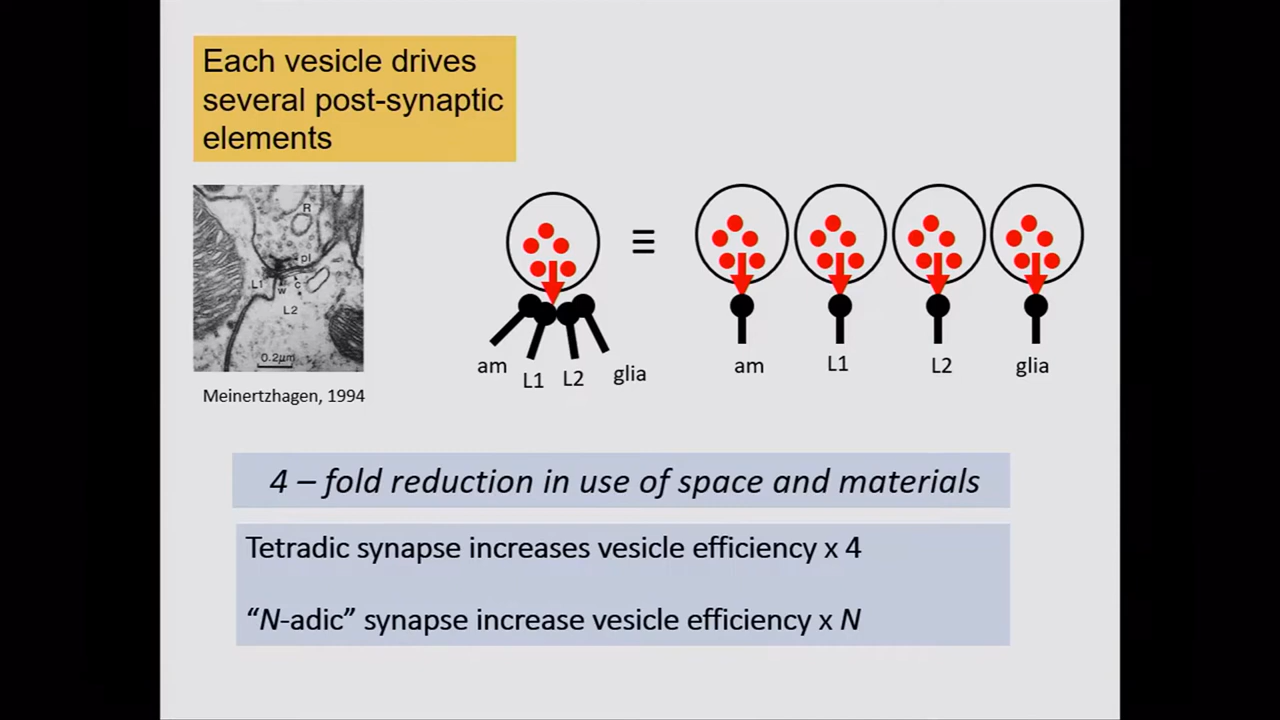 Each vesicle drives
several post-synaptic
elements
R
pl
L1
w
c
L2
0.2µm
Meinertzhagen, 1994
≡
am
L1
L2
glia
am
L1
L2
glia
4 – fold reduction in use of space and materials
Tetradic synapse increases vesicle efficiency x 4
“N-adic” synapse increase vesicle efficiency x N